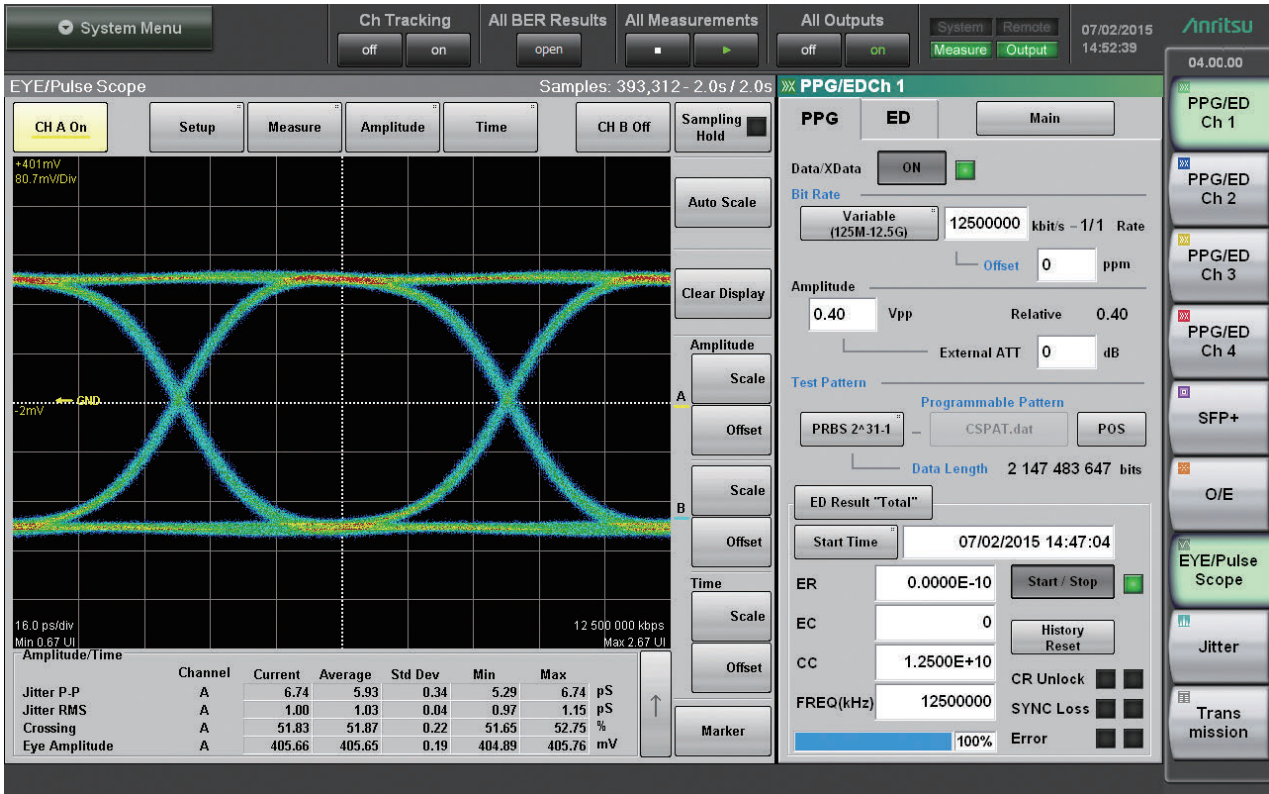 System Menu
Ch Tracking
off
on
All BER Results
open
All Measurements
All Outputs
off
on
System
Remote
Measure
Output
07/02/2015
14:52:39
Anritsu
04.00.00
EYE/Pulse Scope
Samples: 393,312 - 2.0s / 2.0s
CH A On
Setup
Measure
Amplitude
Time
CH B Off
Sampling
Hold
+401mV
80.7mV/Div
GND
-2mV
16.0 ps/div
Min 0.67 UI
12 500 000 kbps
Max 2.67 UI
Auto Scale
Clear Display
Amplitude
A
Scale
Offset
B
Scale
Offset
Time
Scale
Offset
Marker
Amplitude/Time
Channel Current Average Std Dev Min Max
Jitter P-P A 6.74 5.93 0.34 5.29 6.74 pS
Jitter RMS A 1.00 1.03 0.04 0.97 1.15 pS
Crossing A 51.83 51.87 0.22 51.65 52.75 %
Eye Amplitude A 405.66 405.65 0.19 404.89 405.76 mV
PPG/EDCh 1
PPG
ED
Main
Data/XData
ON
Bit Rate
Variable
(125M-12.5G)
12500000 kbit/s - 1/1 Rate
Offset 0 ppm
Amplitude
0.40 Vpp Relative 0.40
External ATT 0 dB
Test Pattern
Programmable Pattern
PRBS 2^31-1 - CSPAT.dat POS
Data Length 2 147 483 647 bits
ED Result "Total"
Start Time 07/02/2015 14:47:04
ER 0.0000E-10
Start / Stop
EC 0
History
Reset
CC 1.2500E+10
CR Unlock
FREQ(kHz) 12500000
SYNC Loss
100%
Error
PPG/ED
Ch 1
PPG/ED
Ch 2
PPG/ED
Ch 3
PPG/ED
Ch 4
SFP+
O/E
EYE/Pulse
Scope
Jitter
Trans
mission